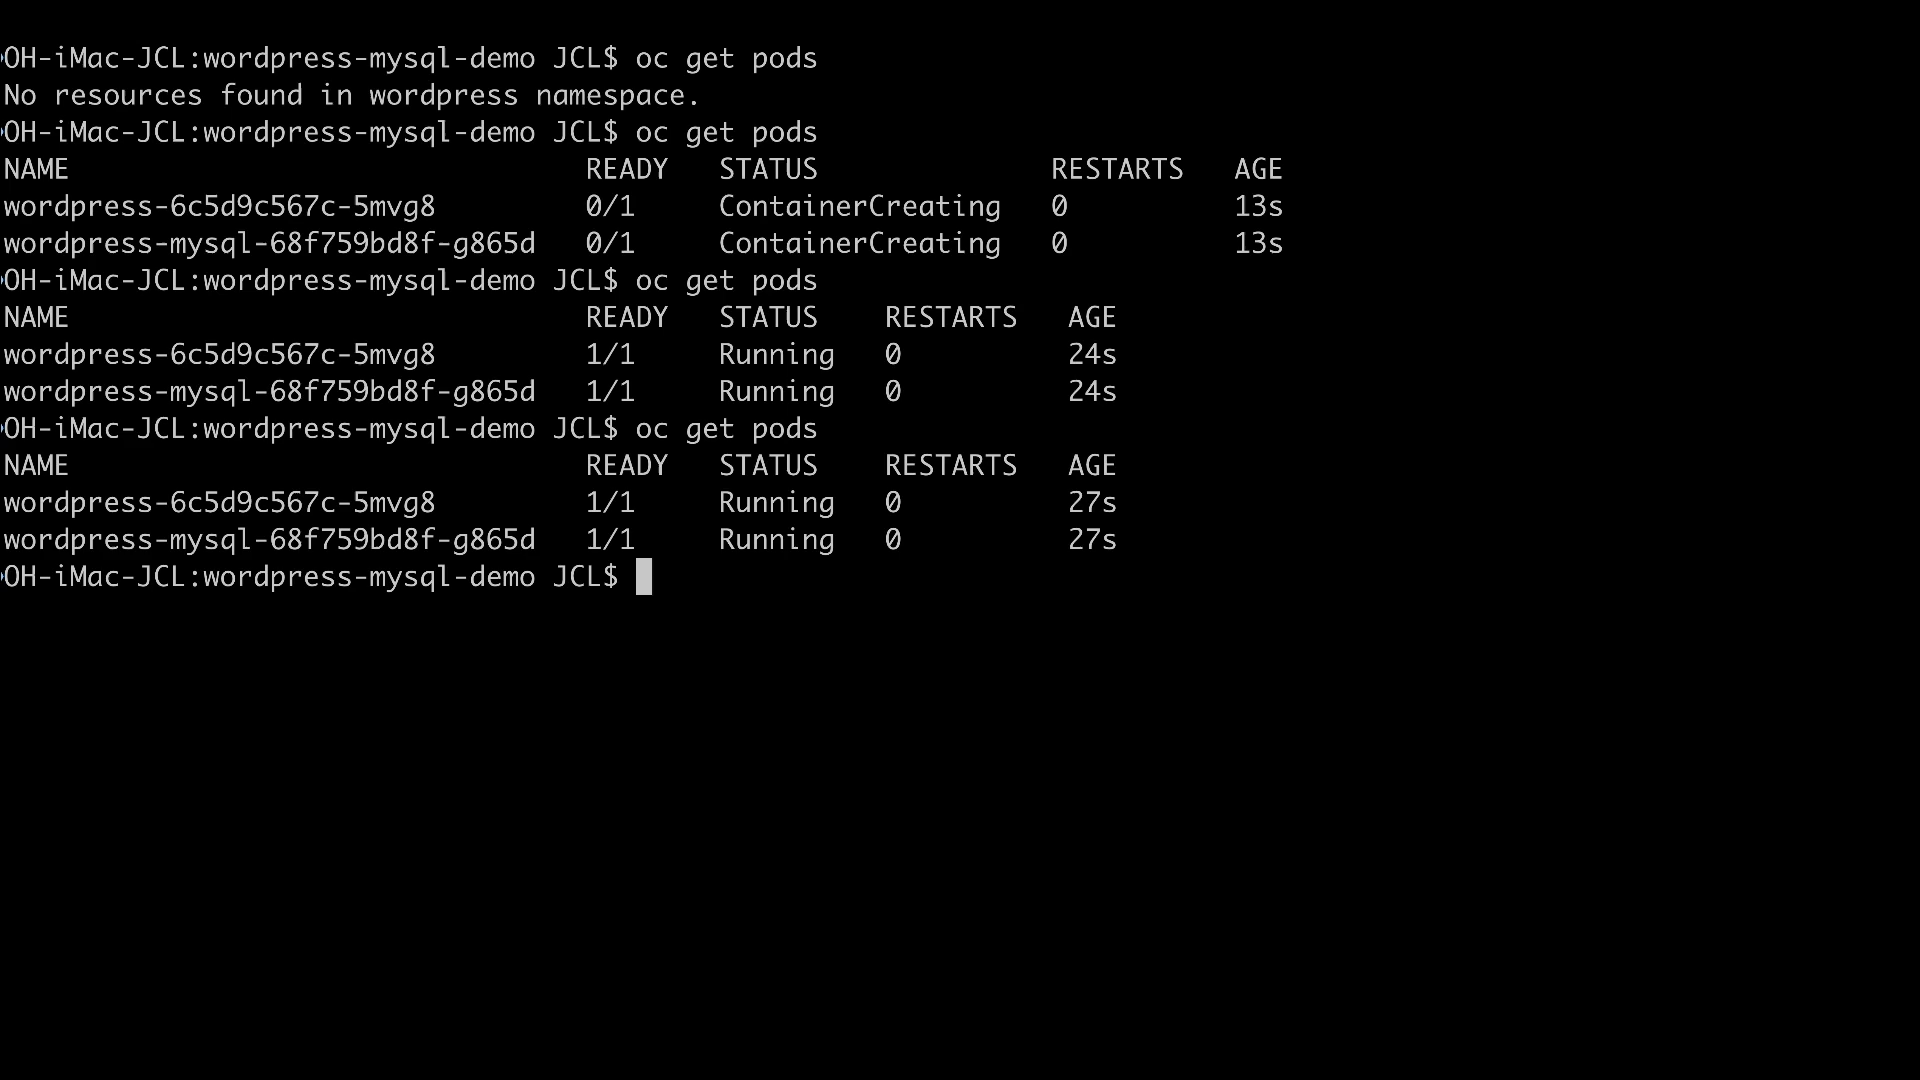 OH-iMac-JCL:wordpress-mysql-demo JCL$ oc get pods
No resources found in wordpress namespace.
OH-iMac-JCL:wordpress-mysql-demo JCL$ oc get pods
NAME READY STATUS RESTARTS AGE
wordpress-6c5d9c567c-5mvg8 0/1 ContainerCreating 0 13s
wordpress-mysql-68f759bd8f-g865d 0/1 ContainerCreating 0 13s
OH-iMac-JCL:wordpress-mysql-demo JCL$ oc get pods
NAME READY STATUS RESTARTS AGE
wordpress-6c5d9c567c-5mvg8 1/1 Running 0 24s
wordpress-mysql-68f759bd8f-g865d 1/1 Running 0 24s
OH-iMac-JCL:wordpress-mysql-demo JCL$ oc get pods
NAME READY STATUS RESTARTS AGE
wordpress-6c5d9c567c-5mvg8 1/1 Running 0 27s
wordpress-mysql-68f759bd8f-g865d 1/1 Running 0 27s
OH-iMac-JCL:wordpress-mysql-demo JCL$